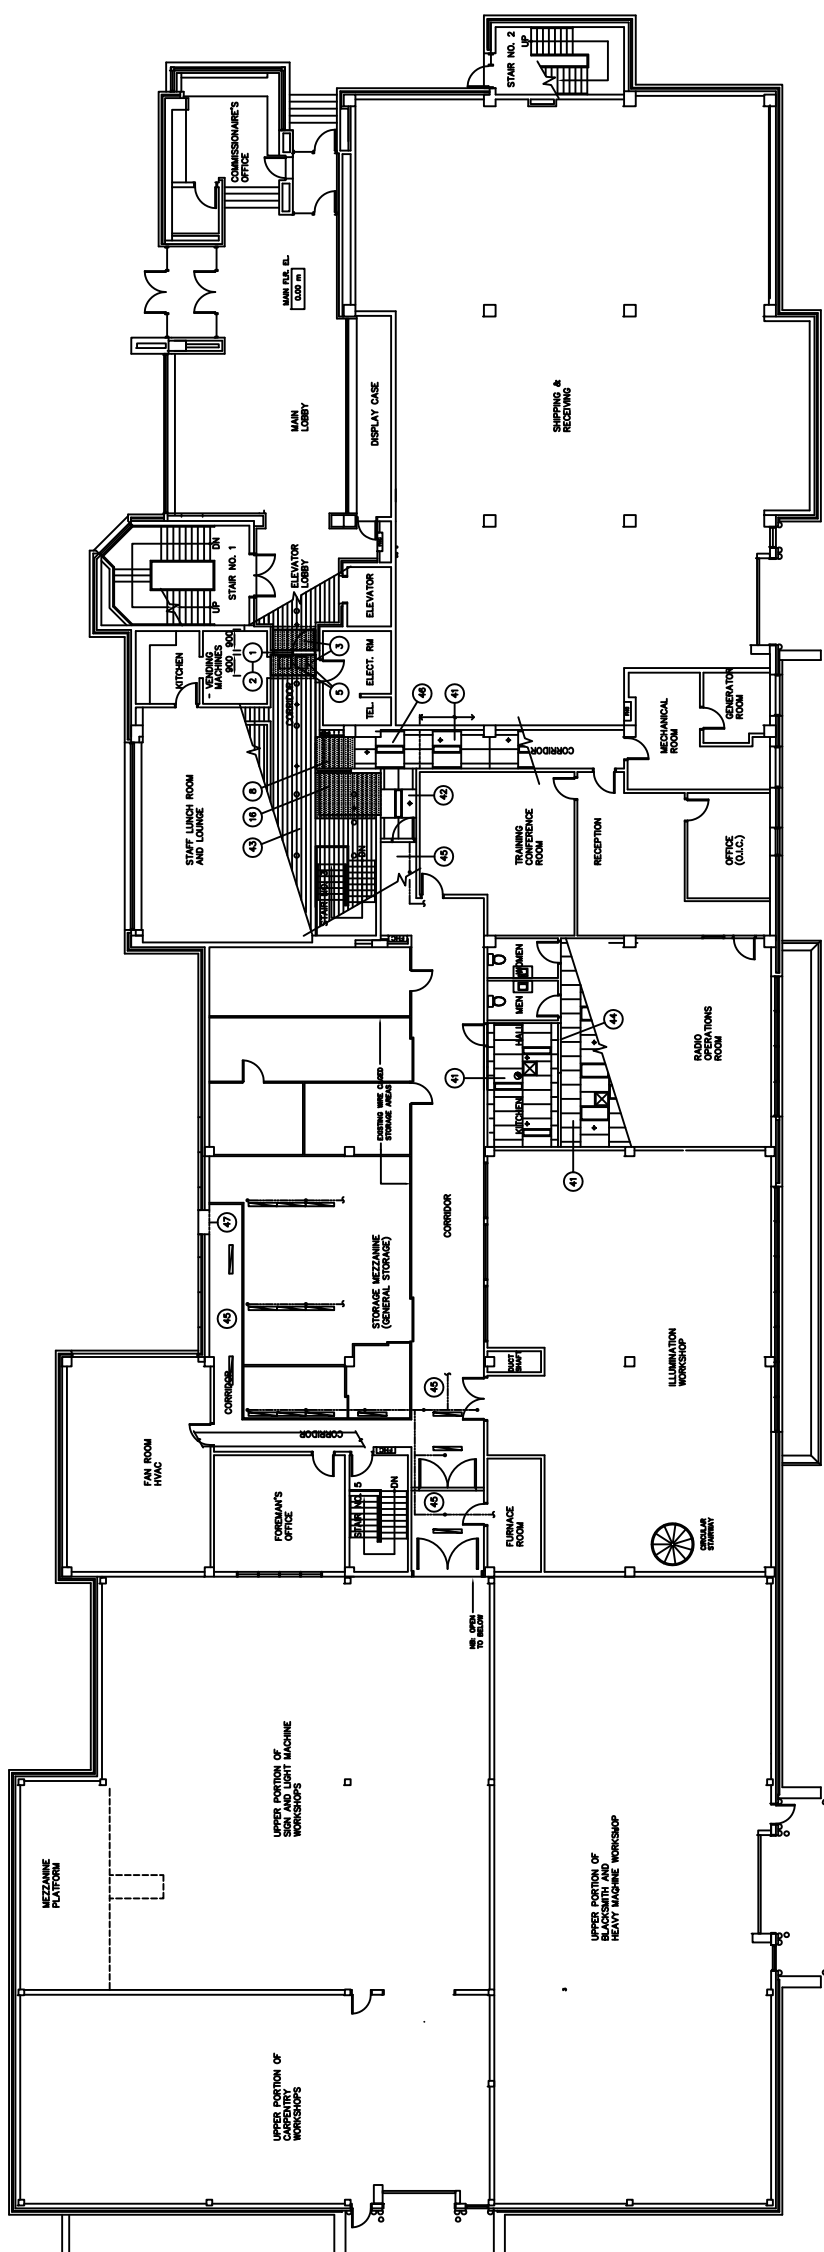 STAIR NO. 2
UP
COMMISSIONAIRE'S
OFFICE
MAIN FLR. EL.
0.00 m
MAIN
LOBBY
DISPLAY CASE
SHIPPING &
RECEIVING
STAIR NO. 1
UP
DN
ELEVATOR
LOBBY
ELEVATOR
KITCHEN
VENDING
MACHINES
900
900
1
2
3
5
CORRIDOR
ELECT. RM
TEL.
46
41
CORRIDOR
MECHANICAL
ROOM
GENERATOR
ROOM
STAFF LUNCH ROOM
AND LOUNGE
8
16
43
42
45
DN
TRAINING
CONFERENCE
ROOM
RECEPTION
OFFICE
(O.I.C.)
WOMEN
MEN
HALL
KITCHEN
41
44
41
RADIO
OPERATIONS
ROOM
EXISTING WIRE CAGED
STORAGE AREAS
47
45
CORRIDOR
STORAGE MEZZANINE
(GENERAL STORAGE)
CORRIDOR
DUCT
SHAFT
ILLUMINATION
WORKSHOP
FAN ROOM
HVAC
CORRIDOR
45
FOREMAN'S
OFFICE
STAIR NO. 5
DN
45
FURNACE
ROOM
CIRCULAR
STAIRWAY
NB: OPEN
TO BELOW
UPPER PORTION OF
SIGN AND LIGHT MACHINE
WORKSHOPS
MEZZANINE
PLATFORM
UPPER PORTION OF
BLACKSMITH AND
HEAVY MACHINE WORKSHOP
UPPER PORTION OF
CARPENTRY
WORKSHOPS